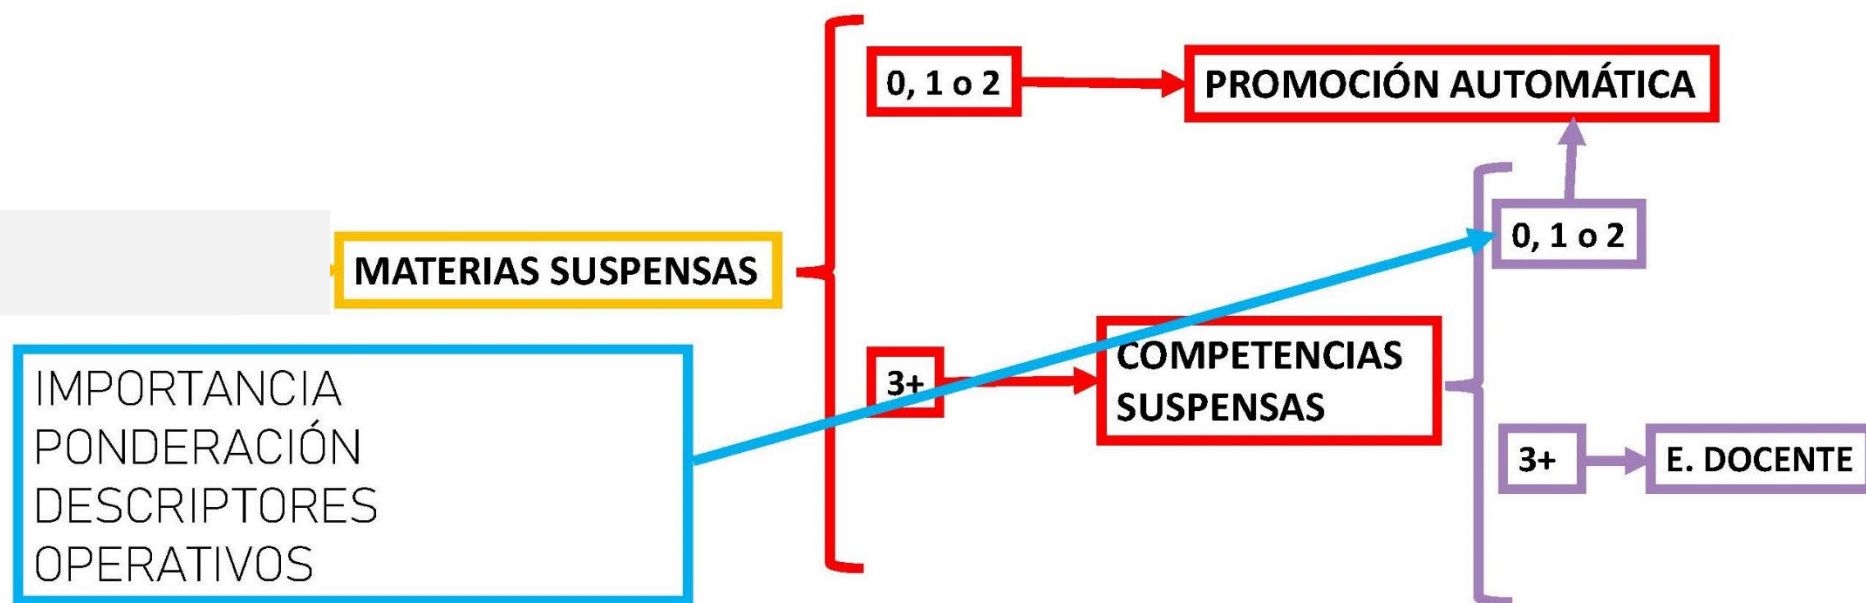 0, 1 o 2
PROMOCIÓN AUTOMÁTICA
0, 1 o 2
MATERIAS SUSPENSAS
3+
COMPETENCIAS
SUSPENSAS
3+
E. DOCENTE
IMPORTANCIA
PONDERACIÓN
DESCRIPTORES
OPERATIVOS